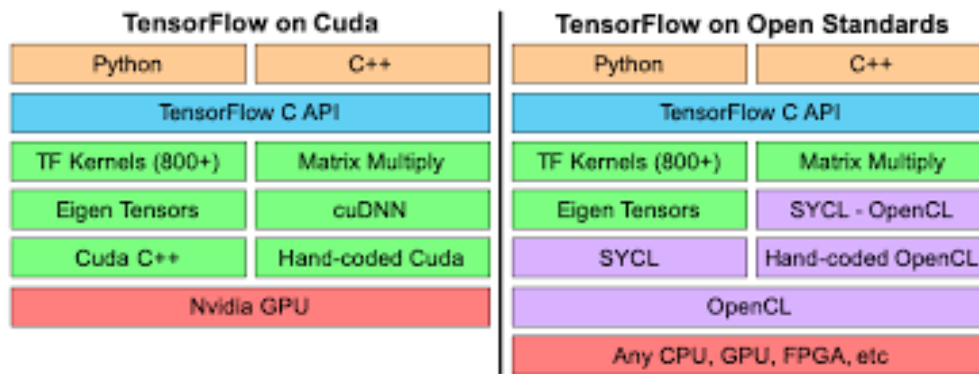 TensorFlow on Cuda
Python
C++
TensorFlow C API
TF Kernels (800+)
Matrix Multiply
Eigen Tensors
cuDNN
Cuda C++
Hand-coded Cuda
Nvidia GPU
TensorFlow on Open Standards
Python
C++
TensorFlow C API
TF Kernels (800+)
Matrix Multiply
Eigen Tensors
SYCL - OpenCL
SYCL
Hand-coded OpenCL
OpenCL
Any CPU, GPU, FPGA, etc